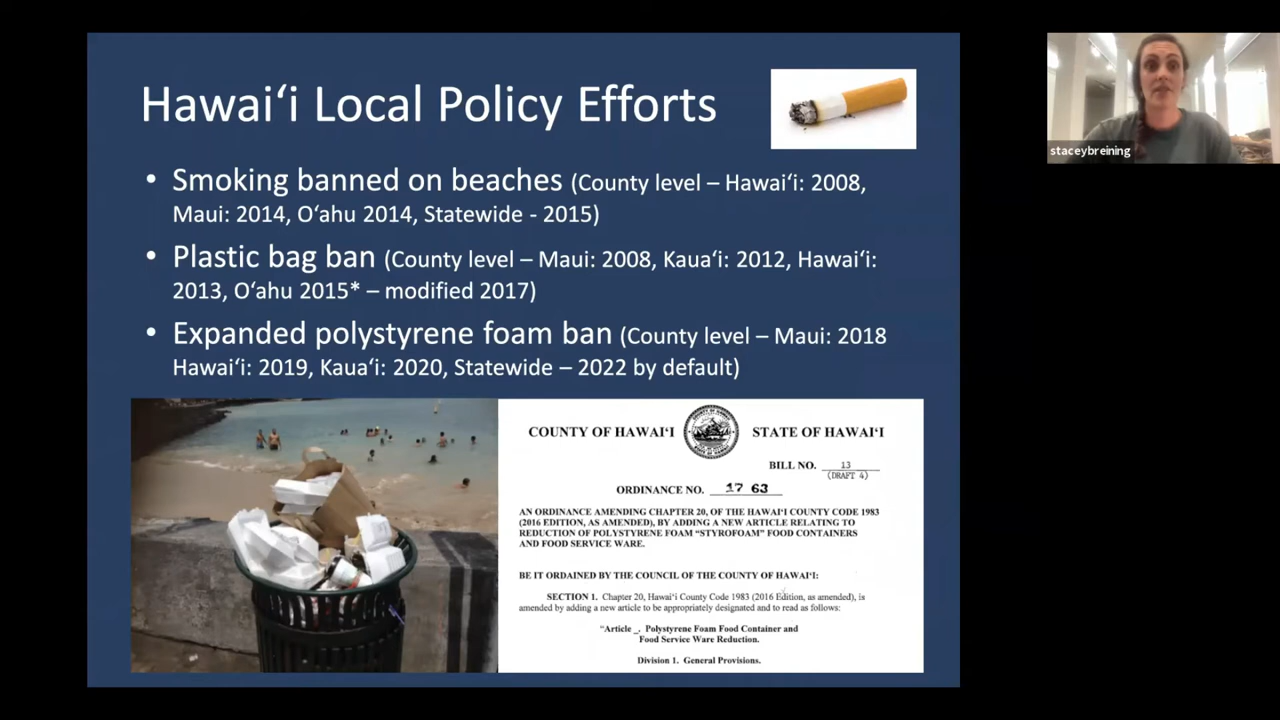 Hawaiʻi Local Policy Efforts
• Smoking banned on beaches (County level – Hawaiʻi: 2008,
Maui: 2014, Oʻahu 2014, Statewide - 2015)
• Plastic bag ban (County level – Maui: 2008, Kauaʻi: 2012, Hawaiʻi:
2013, Oʻahu 2015* – modified 2017)
• Expanded polystyrene foam ban (County level – Maui: 2018
Hawaiʻi: 2019, Kauaʻi: 2020, Statewide – 2022 by default)
COUNTY OF HAWAIʻI
STATE OF HAWAIʻI
BILL NO. 13
(DRAFT 4)
ORDINANCE NO. 17 63
AN ORDINANCE AMENDING CHAPTER 20, OF THE HAWAIʻI COUNTY CODE 1983
(2016 EDITION, AS AMENDED), BY ADDING A NEW ARTICLE RELATING TO
REDUCTION OF POLYSTYRENE FOAM “STYROFOAM” FOOD CONTAINERS
AND FOOD SERVICE WARE.
BE IT ORDAINED BY THE COUNCIL OF THE COUNTY OF HAWAIʻI:
SECTION 1. Chapter 20, Hawaiʻi County Code 1983 (2016 Edition, as amended), is
amended by adding a new article to be appropriately designated and to read as follows:
“Article _. Polystyrene Foam Food Container and
Food Service Ware Reduction.
Division 1. General Provisions.
staceybreining